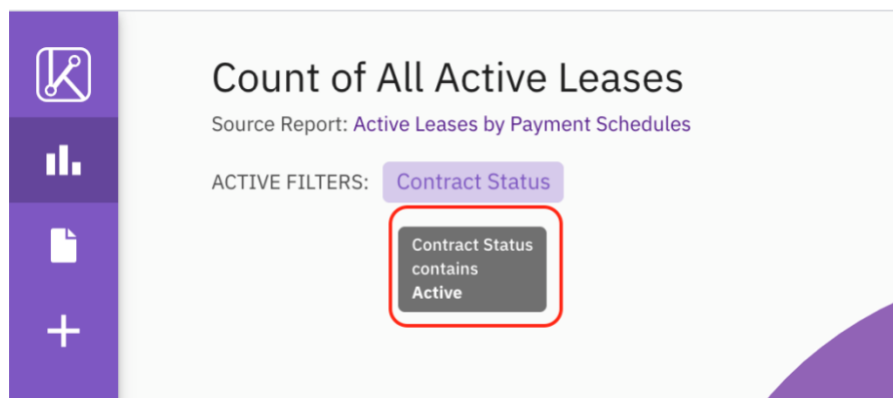 Count of All Active Leases
Source Report: Active Leases by Payment Schedules
ACTIVE FILTERS: Contract Status
Contract Status
contains
Active